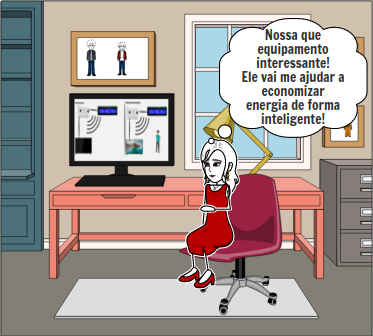 Nossa que
equipamento
interessante!
Ele vai me ajudar a
economizar
energia de forma
inteligente!